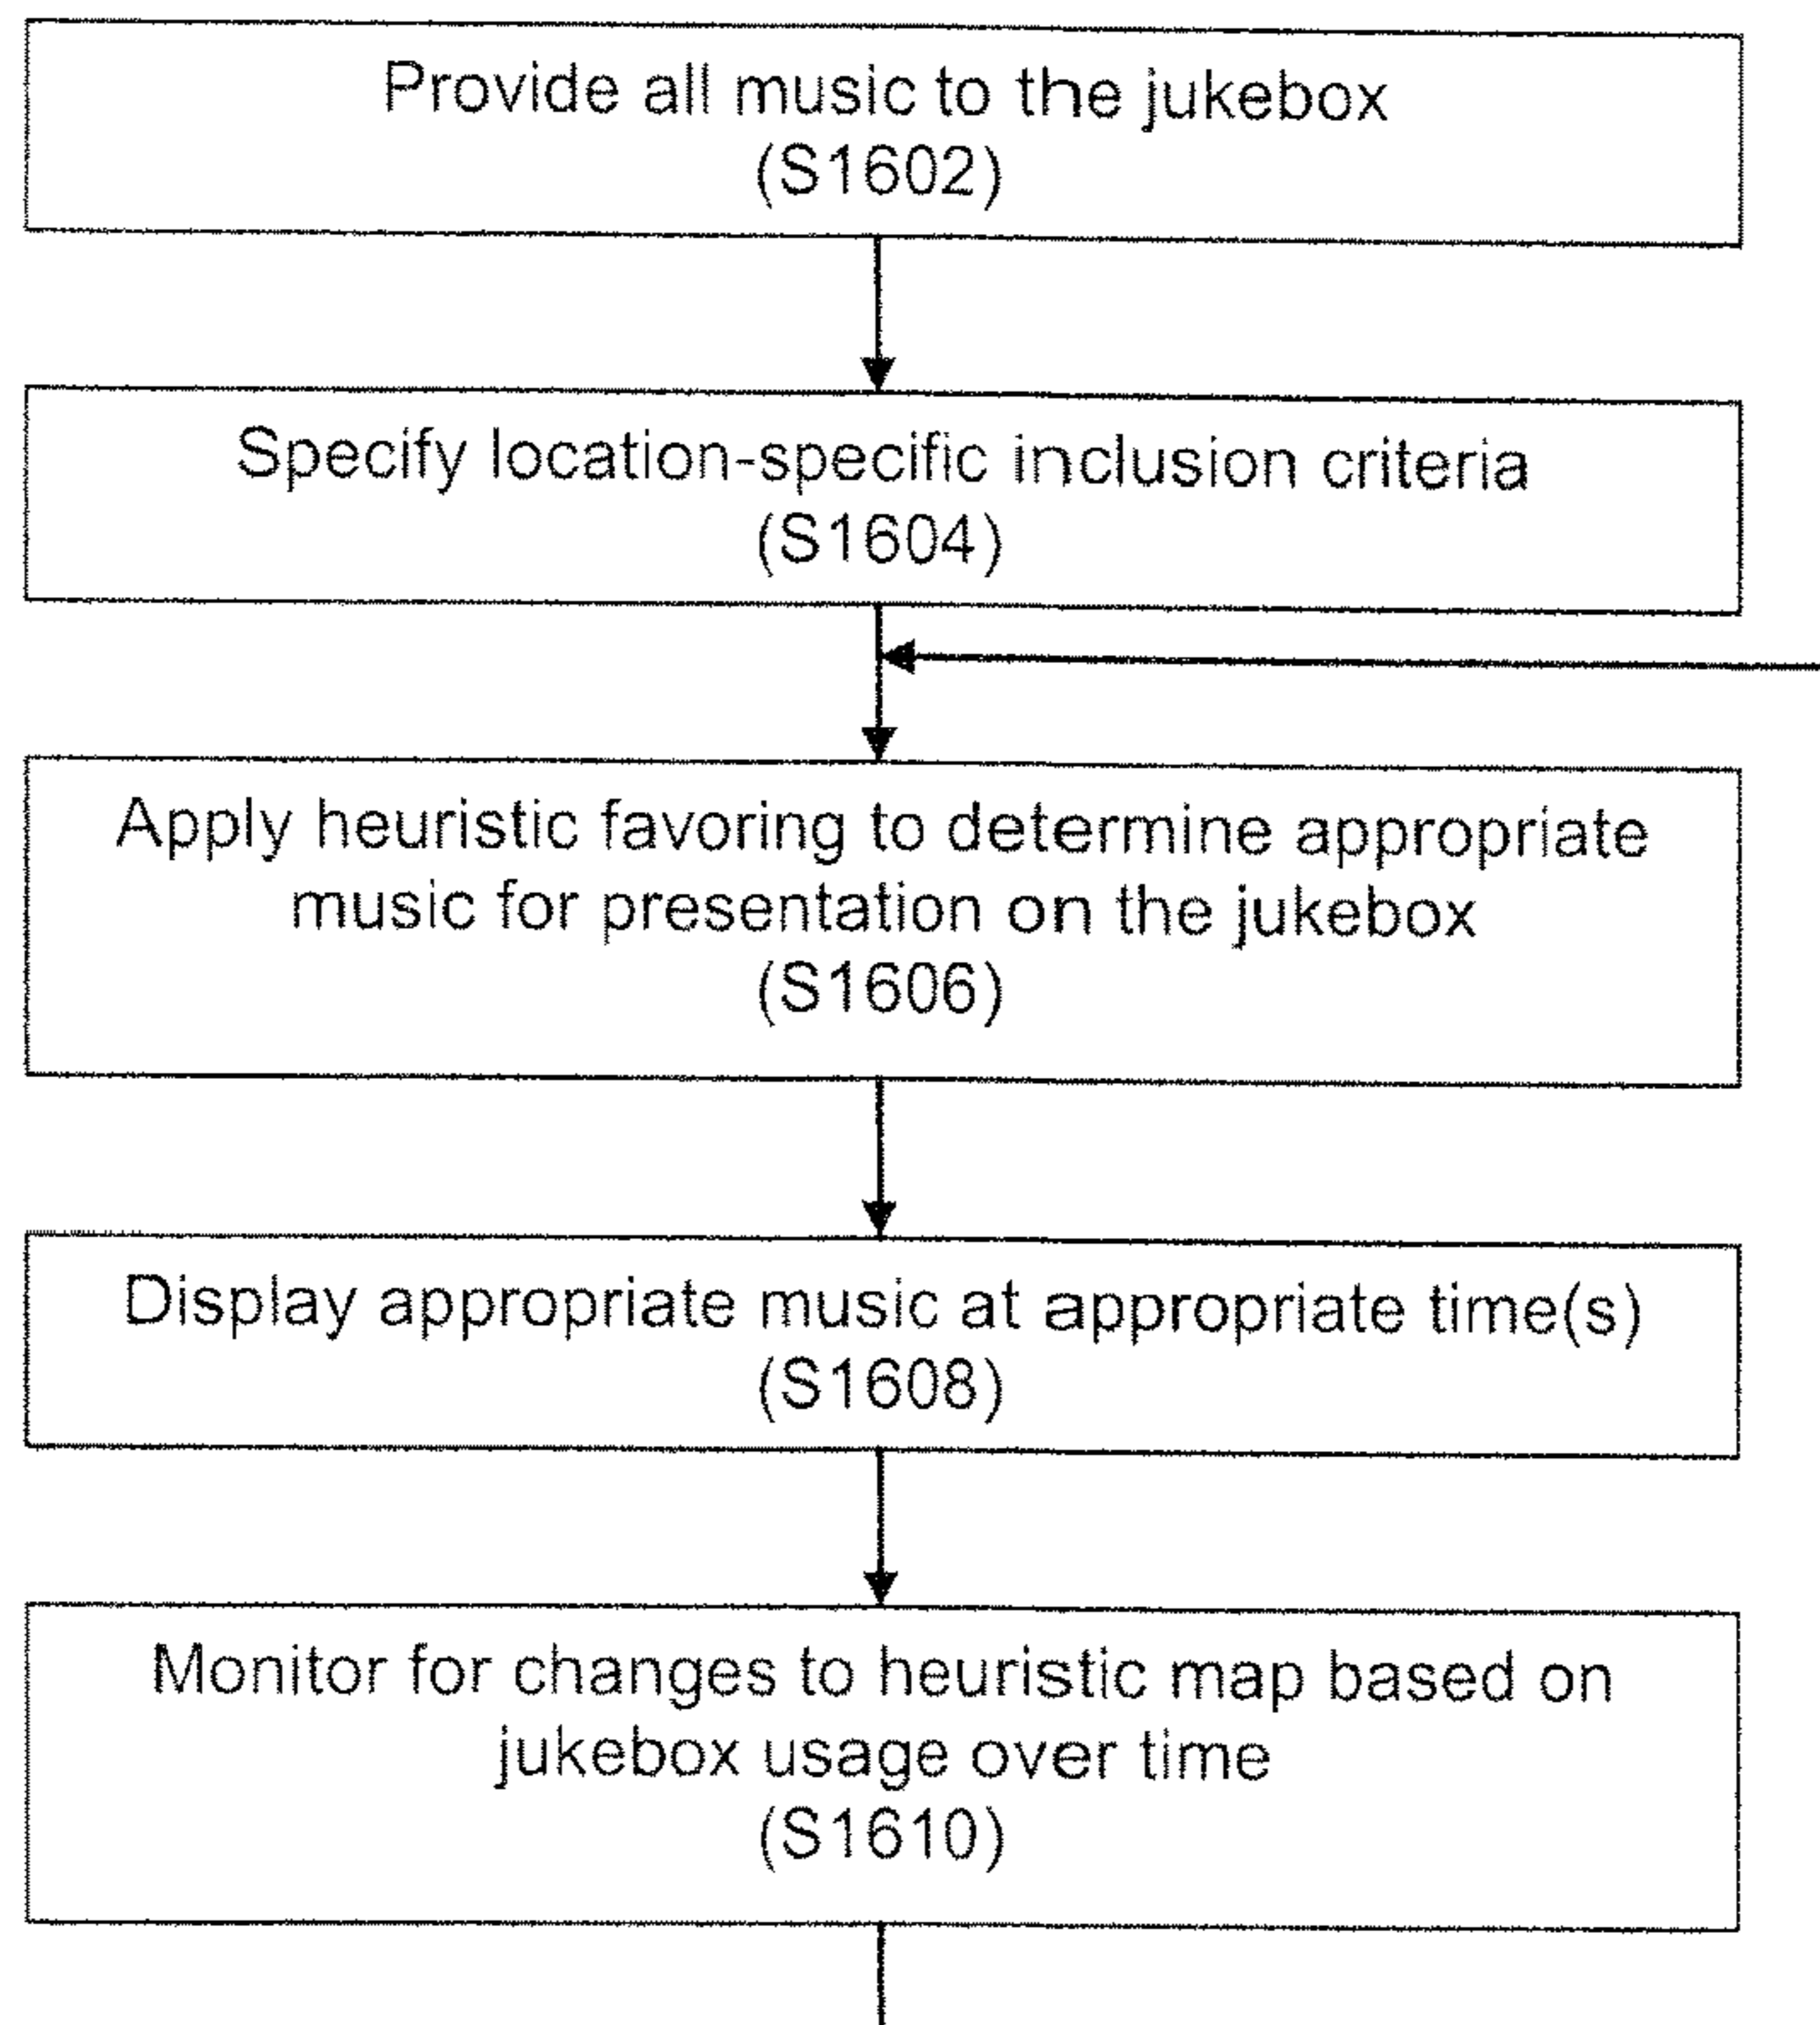 Provide all music to the jukebox
(S1602)
Specify location-specific inclusion criteria
(S1604)
Apply heuristic favoring to determine appropriate
music for presentation on the jukebox
(S1606)
Display appropriate music at appropriate time(s)
(S1608)
Monitor for changes to heuristic map based on
jukebox usage over time
(S1610)